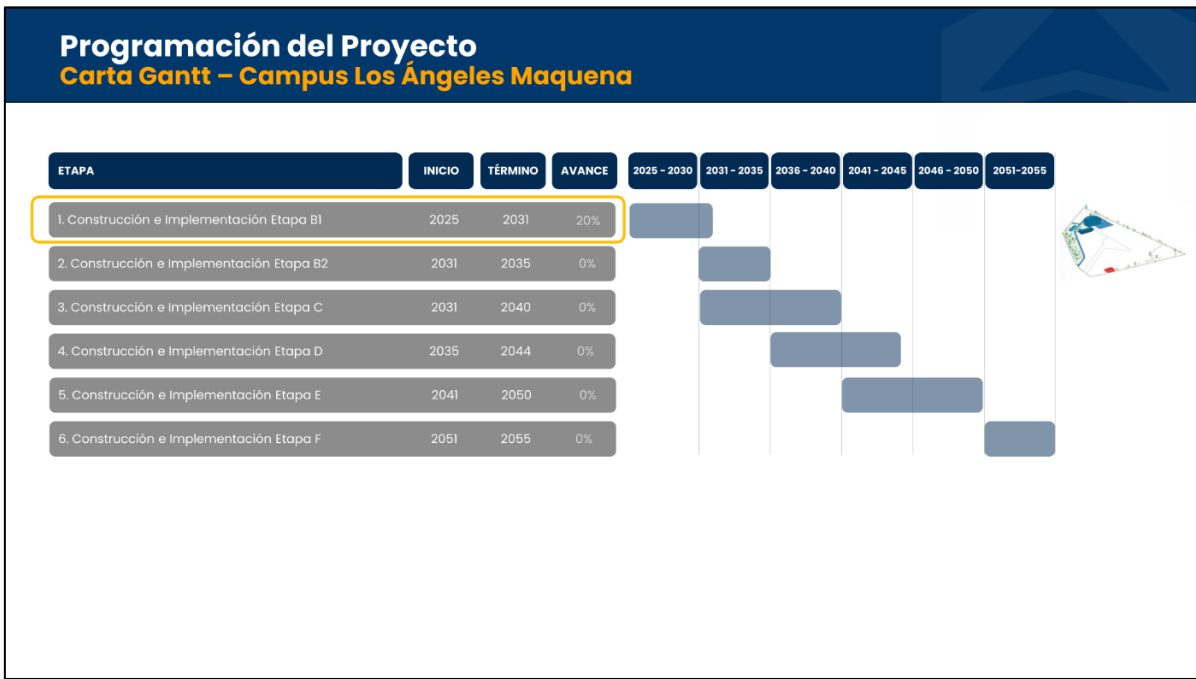 Programación del Proyecto
Carta Gantt – Campus Los Ángeles Maquena
ETAPA INICIO TÉRMINO AVANCE 2025 - 2030 2031 - 2035 2036 - 2040 2041 - 2045 2046 - 2050 2051-2055
1. Construcción e Implementación Etapa B1 2025 2031 20%
2. Construcción e Implementación Etapa B2 2031 2035 0%
3. Construcción e Implementación Etapa C 2031 2040 0%
4. Construcción e Implementación Etapa D 2035 2044 0%
5. Construcción e Implementación Etapa E 2041 2050 0%
6. Construcción e Implementación Etapa F 2051 2055 0%